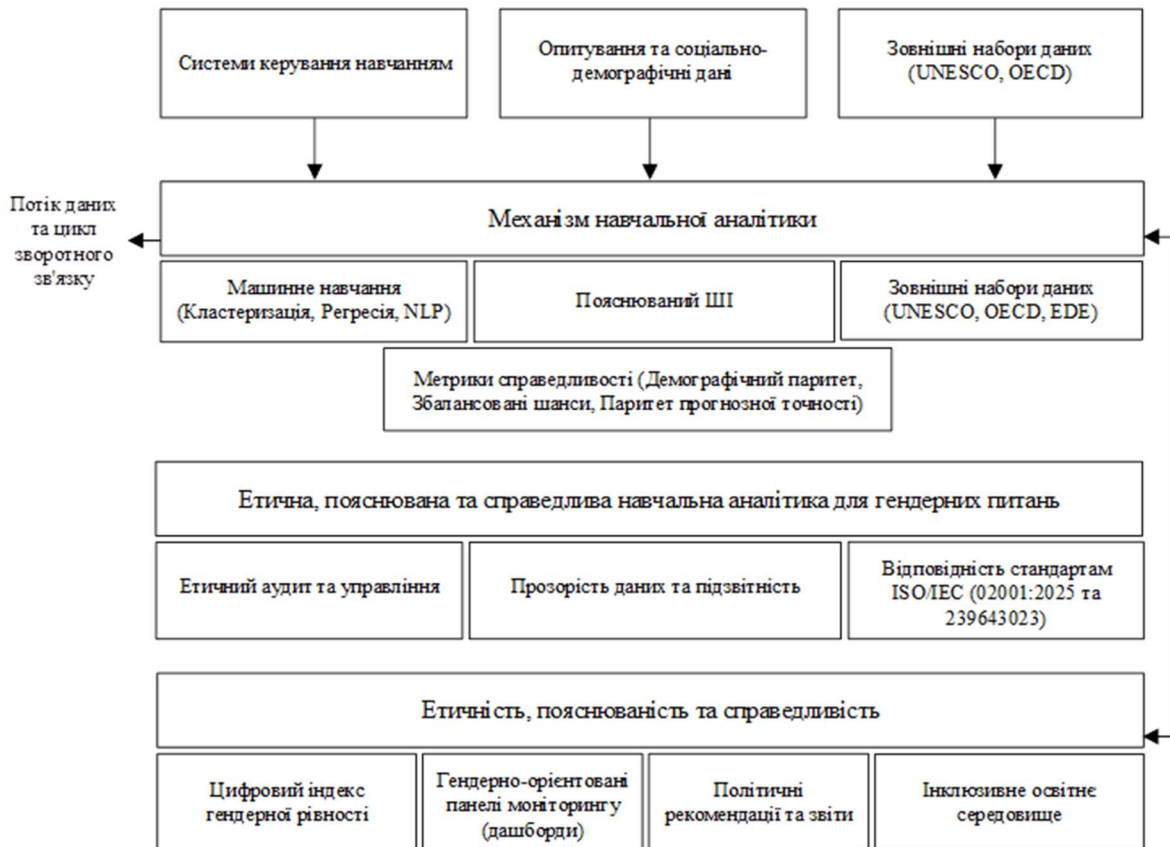 Системи керування навчанням
Опитування та соціально-
демографічні дані
Зовнішні набори даних
(UNESCO, OECD)
Потік даних
та цикл
зворотного
зв'язку
Механізм навчальної аналітики
Машинне навчання
(Кластеризація, Регресія, NLP)
Пояснюваний ШІ
Зовнішні набори даних
(UNESCO, OECD, EDE)
Метрики справедливості (Демографічний паритет,
Збалансовані шанси, Паритет прогнозної точності)
Етична, пояснювана та справедлива навчальна аналітика для гендерних питань
Етичний аудит та управління
Прозорість даних та підзвітність
Відповідність стандартам
ISO/IEC (02001:2025 та
239643023)
Етичність, пояснюваність та справедливість
Цифровий індекс
гендерної рівності
Гендерно-орієнтовані
панелі моніторингу
(дашборди)
Політичні
рекомендації та звіти
Інклюзивне освітнє
середовище